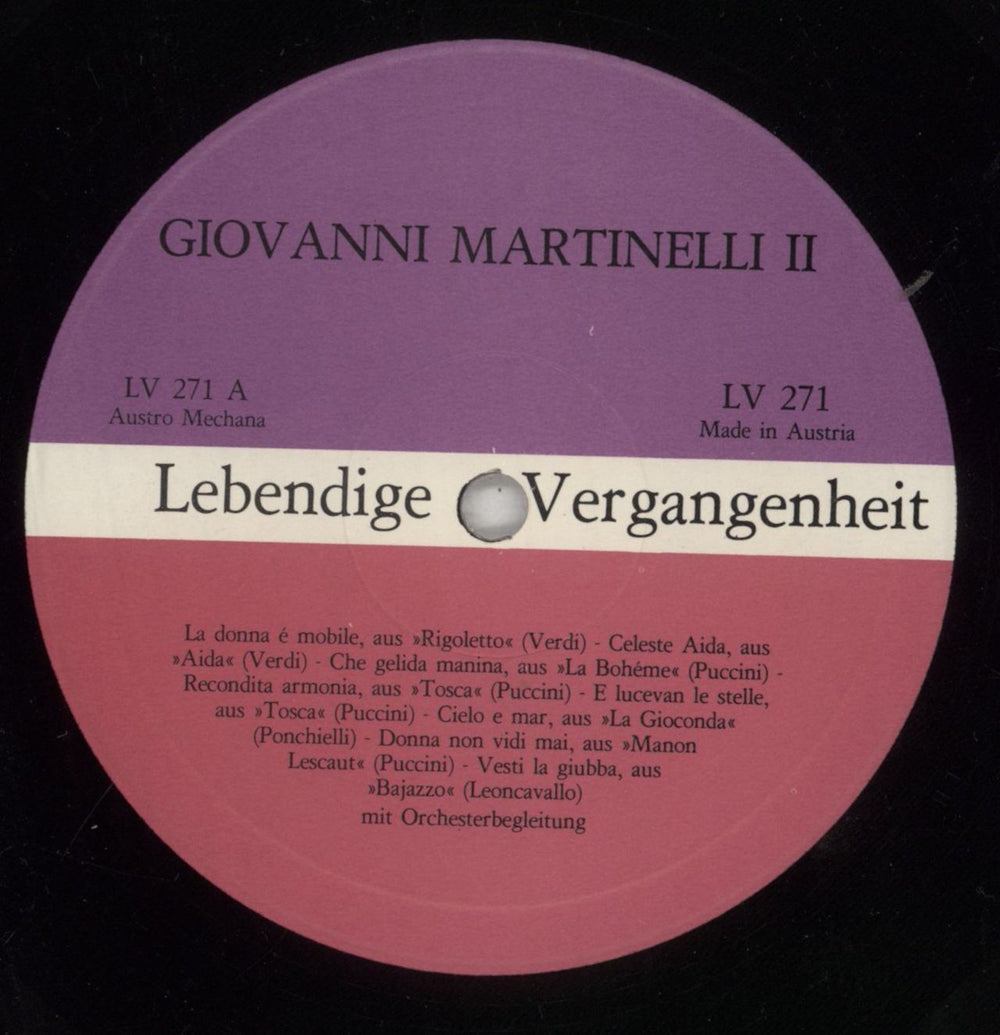 GIOVANNI MARTINELLI II
LV 271 A
Austro Mechana
LV 271
Made in Austria
Lebendige Vergangenheit
La donna é mobile, aus »Rigoletto« (Verdi) - Celeste Aida, aus
»Aida« (Verdi) - Che gelida manina, aus »La Bohéme« (Puccini) -
Recondita armonia, aus »Tosca« (Puccini) - E lucevan le stelle,
aus »Tosca« (Puccini) - Cielo e mar, aus »La Gioconda«
(Ponchielli) - Donna non vidi mai, aus »Manon
Lescaut« (Puccini) - Vesti la giubba, aus
»Bajazzo« (Leoncavallo)
mit Orchesterbegleitung